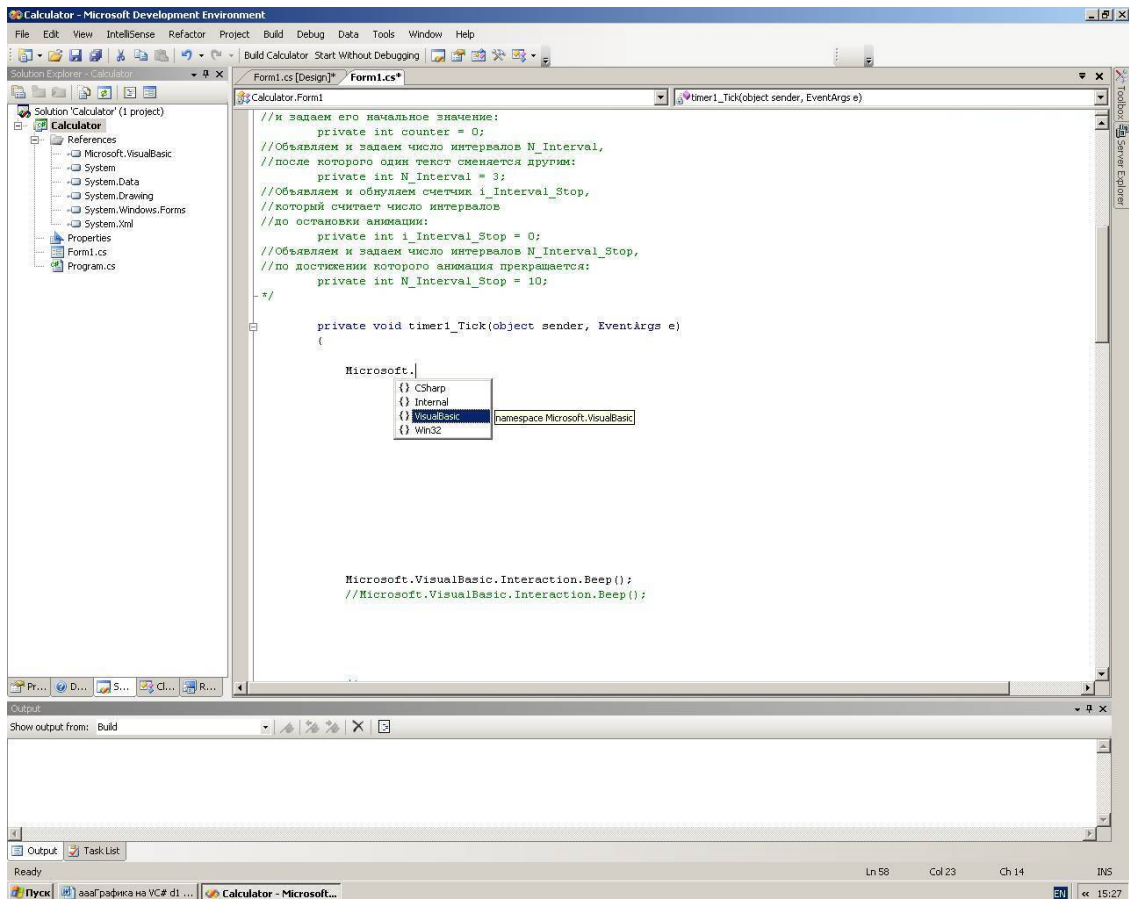 Calculator - Microsoft Development Environment
File Edit View IntelliSense Refactor Project Build Debug Data Tools Window Help
Build Calculator Start Without Debugging
Solution Explorer - Calculator
Form1.cs [Design]* Form1.cs*
Calculator.Form1
timer1_Tick(object sender, EventArgs e)
Solution 'Calculator' (1 project)
Calculator
References
Microsoft.VisualBasic
System
System.Data
System.Drawing
System.Windows.Forms
System.Xml
Properties
Form1.cs
Program.cs
//и задаем его начальное значение:
private int counter = 0;
//Объявляем и задаем число интервалов N_Interval,
//после которого один текст сменяется другим:
private int N_Interval = 3;
//Объявляем и обнуляем счетчик i_Interval_Stop,
//который считает число интервалов
//до остановки анимации:
private int i_Interval_Stop = 0;
//Объявляем и задаем число интервалов N_Interval_Stop,
//по достижении которого анимация прекращается:
private int N_Interval_Stop = 10;
*/
private void timer1_Tick(object sender, EventArgs e)
{
Microsoft.
{} CSharp
{} Internal
{} VisualBasic
namespace Microsoft.VisualBasic
{} Win32
Microsoft.VisualBasic.Interaction.Beep();
//Microsoft.VisualBasic.Interaction.Beep();
Toolbox
Server Explorer
Pr... D... S... Cl... R...
Output
Show output from: Build
Output Task List
Ready Ln 58 Col 23 Ch 14 INS
Пуск аааГрафика на VC# d1 ... Calculator - Microsoft... EN « 15:27